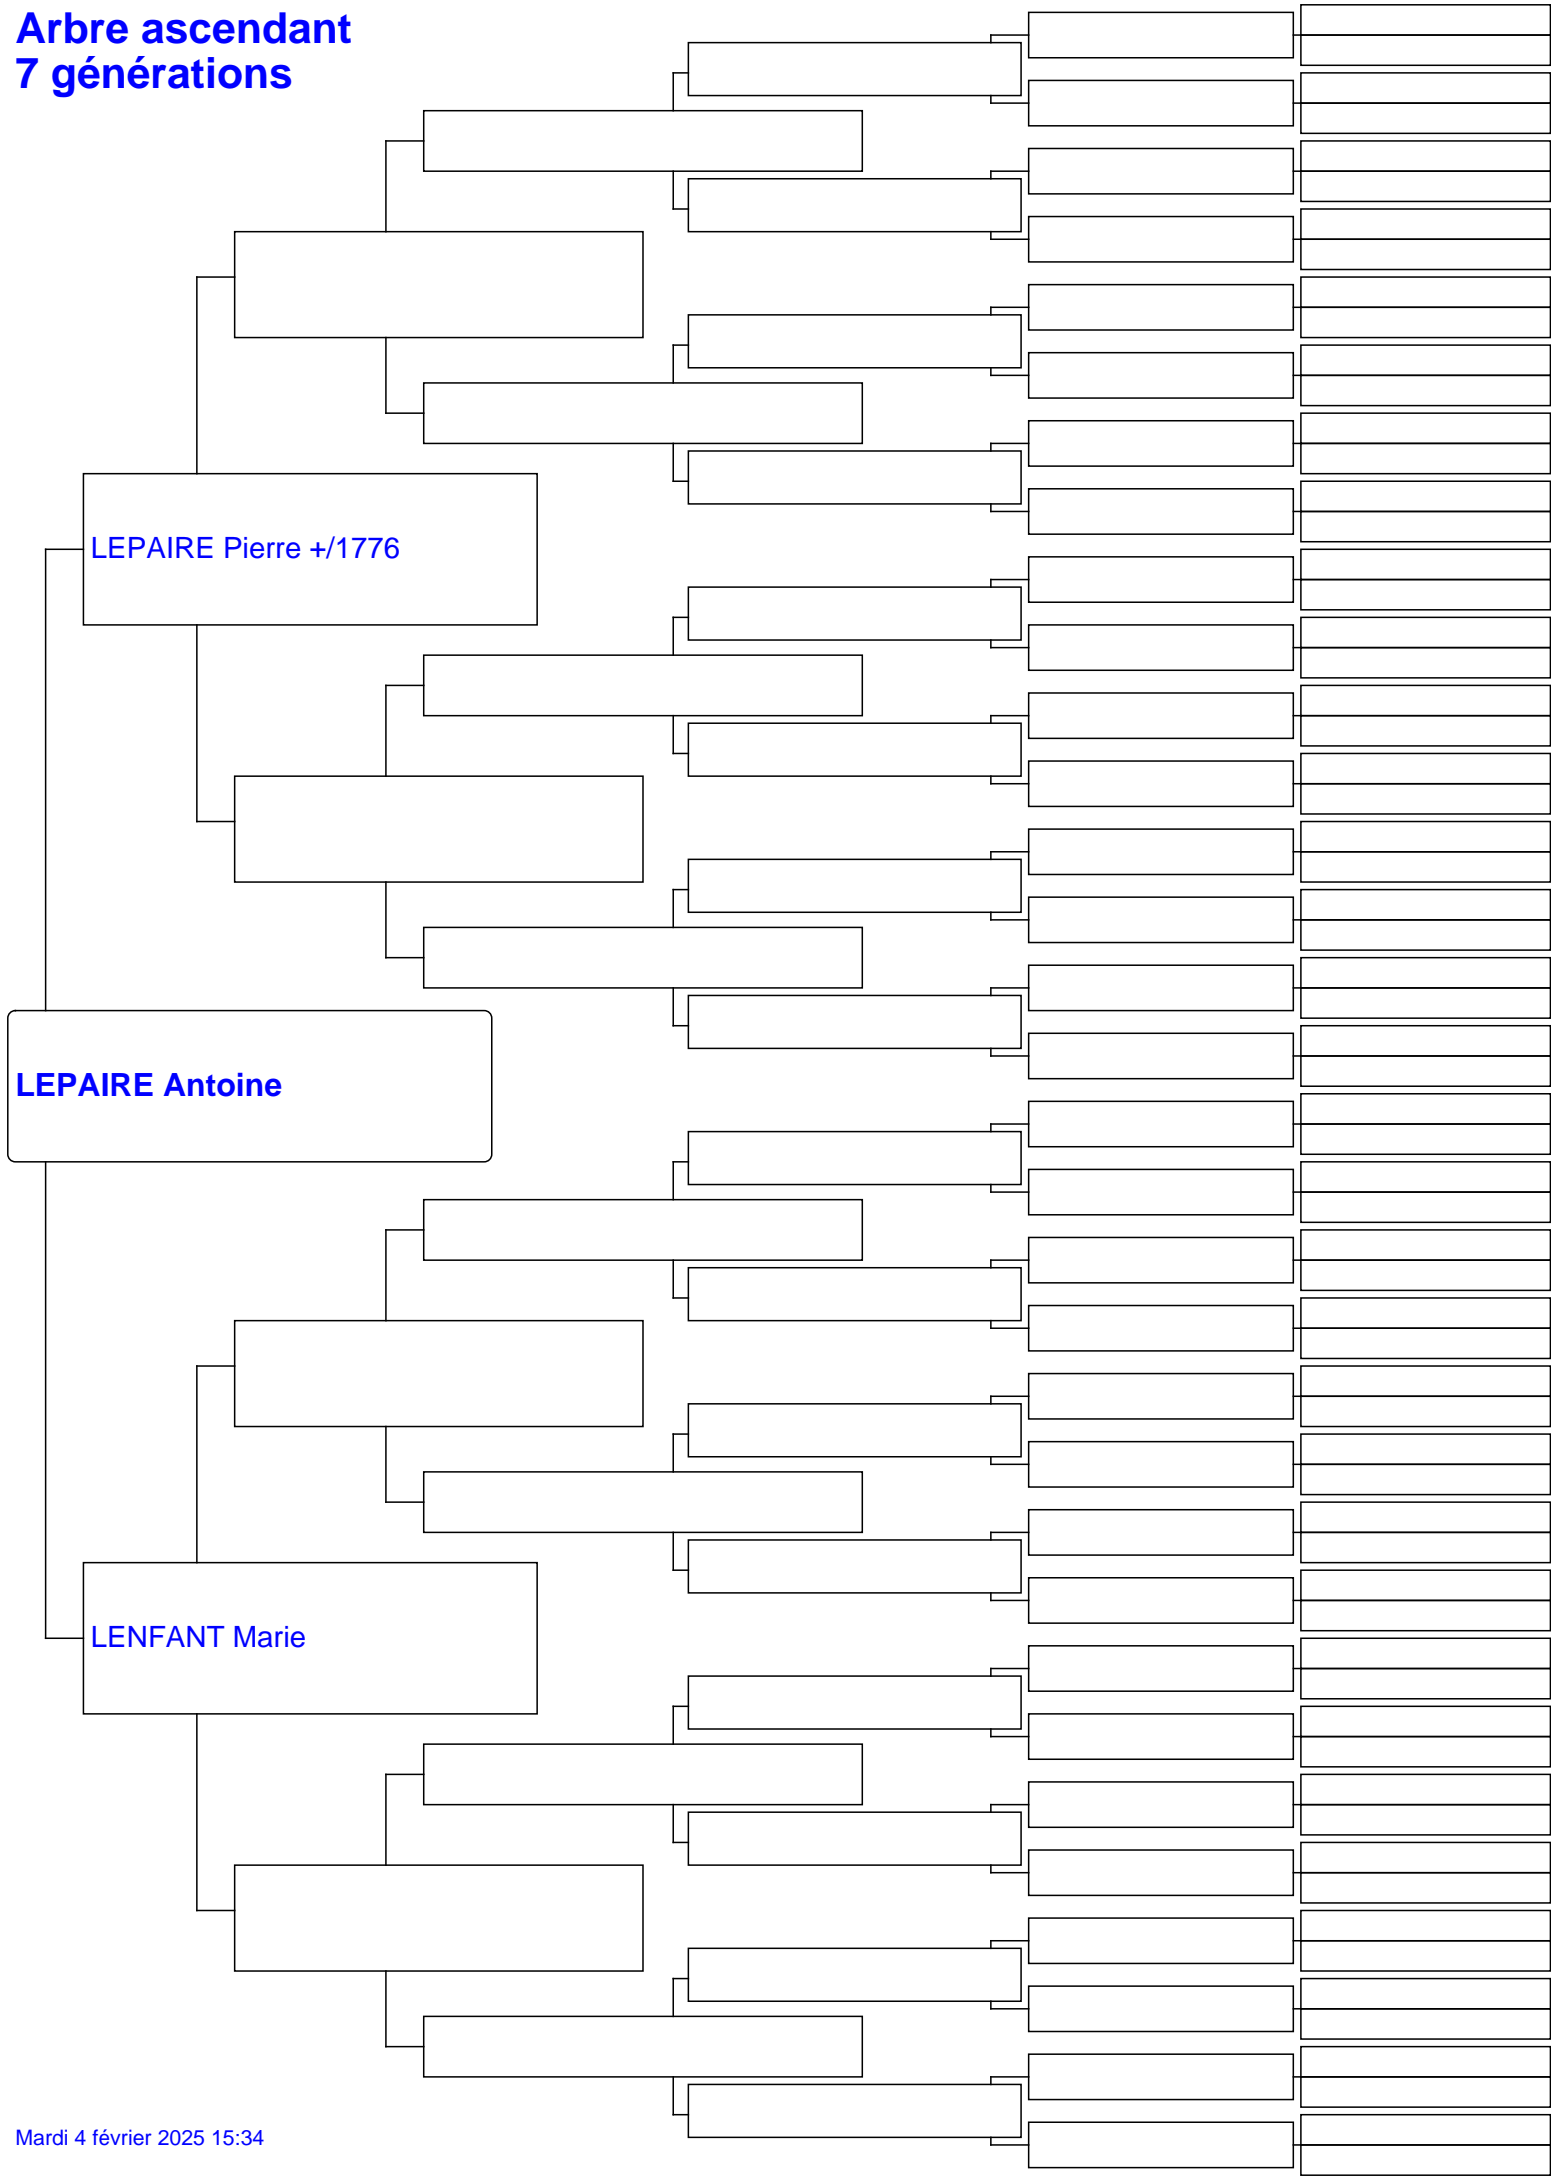 Arbre ascendant
7 générations
LEPAIRE Pierre +/1776
LEPAIRE Antoine
LENFANT Marie
Mardi 4 février 2025 15:34